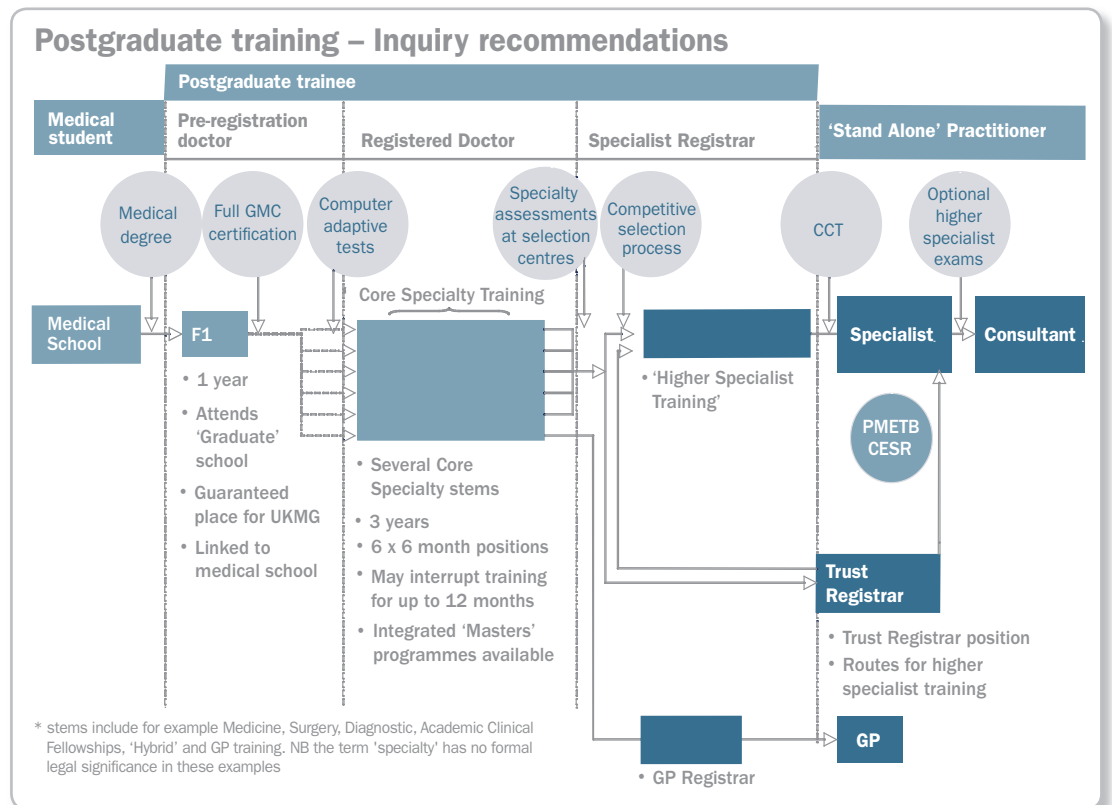 Postgraduate training – Inquiry recommendations
Postgraduate trainee
Medical
student
Pre-registration
doctor
Registered Doctor
Specialist Registrar
‘Stand Alone’ Practitioner
Medical
degree
Full GMC
certification
Computer
adaptive
tests
Specialty
assessments
at selection
centres
Competitive
selection
process
CCT
Optional
higher
specialist
exams
Core Specialty Training
Medical
School
F1
Specialist
Consultant
• 1 year
• Attends
‘Graduate’
school
• Guaranteed
place for UKMG
• Linked to
medical school
• Several Core
Specialty stems
• 3 years
• 6 x 6 month positions
• May interrupt training
for up to 12 months
• Integrated ‘Masters’
programmes available
• ‘Higher Specialist
Training’
PMETB
CESR
Trust
Registrar
• Trust Registrar position
• Routes for higher
specialist training
• GP Registrar
GP
* stems include for example Medicine, Surgery, Diagnostic, Academic Clinical
Fellowships, ‘Hybrid’ and GP training. NB the term 'specialty' has no formal
legal significance in these examples